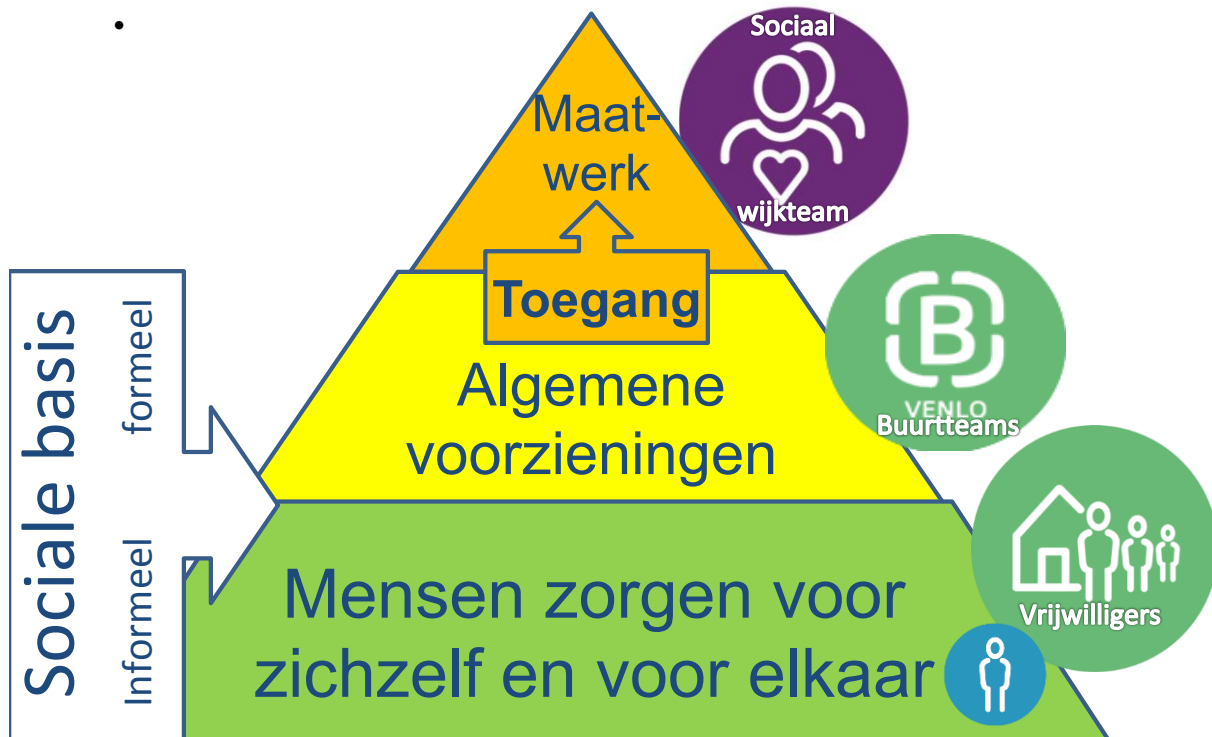 Sociaal
wijkteam
Maat-
werk
Toegang
B
VENLO
Buurtteams
Algemene
voorzieningen
Sociale basis
formeel
Informeel
Vrijwilligers
Mensen zorgen voor
zichzelf en voor elkaar